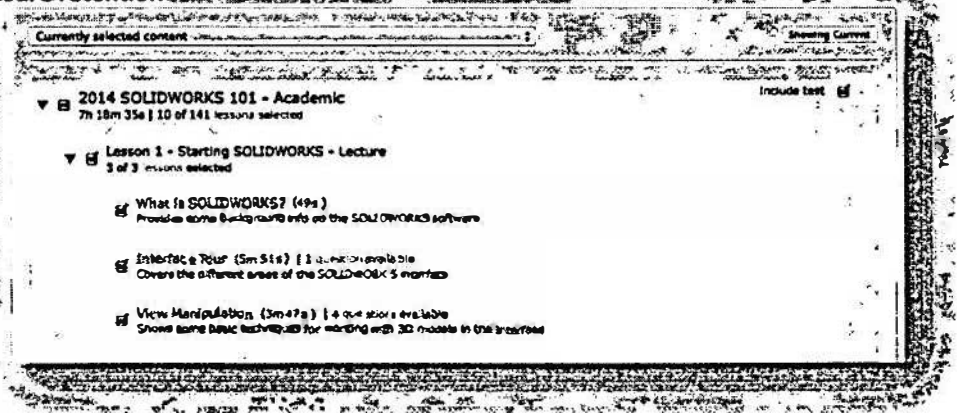 Currently selected content
Showing Current
2014 SOLIDWORKS 101 - Academic
Include test
7h 18m 35s | 10 of 141 lessons selected
Lesson 1 - Starting SOLIDWORKS - Lecture
3 of 3 lessons selected
What is SOLIDWORKS? (49s)
Provides some background info on the SOLIDWORKS software
Interface Tour (5m 51s) | 1 question available
Covers the different areas of the SOLIDWORKS interface
View Manipulation (3m 47s) | 4 questions available
Shows some basic techniques for working with 3D models in the interface